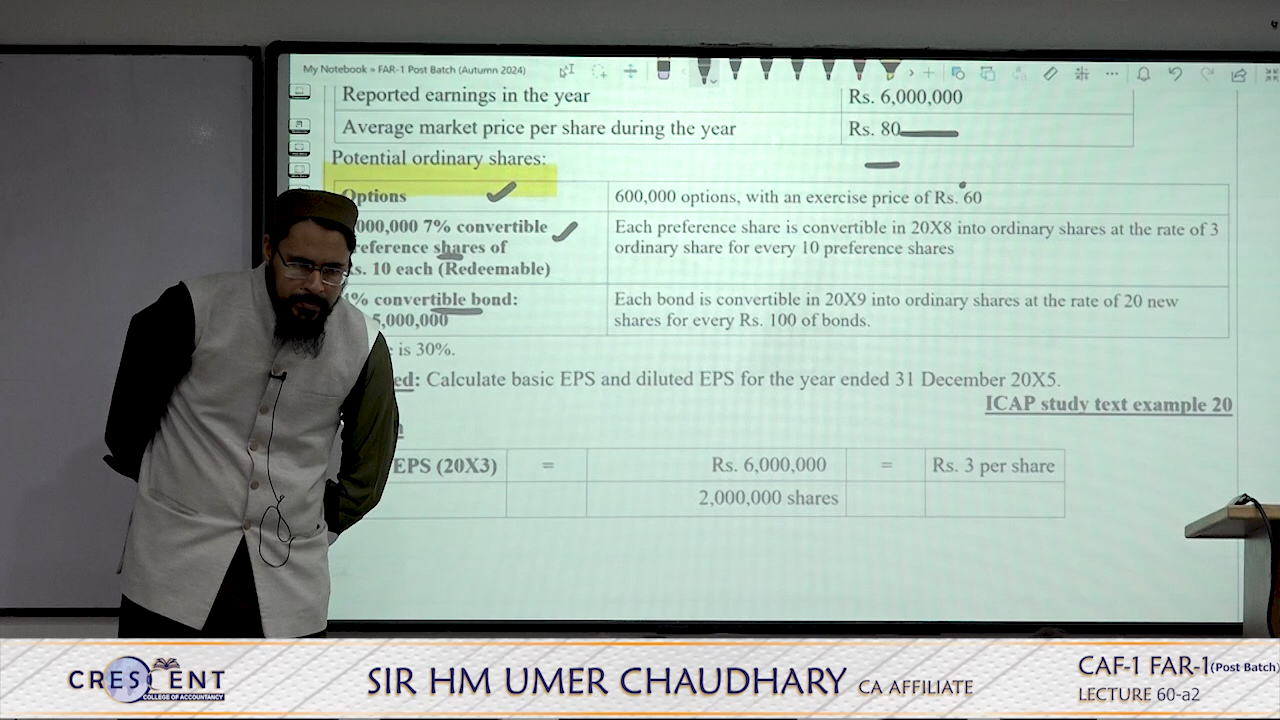 My Notebook » FAR-1 Post Batch (Autumn 2024)
Reported earnings in the year Rs. 6,000,000
Average market price per share during the year Rs. 80
Potential ordinary shares:
Options 600,000 options, with an exercise price of Rs. 60
000,000 7% convertible Each preference share is convertible in 20X8 into ordinary shares at the rate of 3
eference shares of ordinary share for every 10 preference shares
s. 10 each (Redeemable)
% convertible bond: Each bond is convertible in 20X9 into ordinary shares at the rate of 20 new
5,000,000 shares for every Rs. 100 of bonds.
is 30%.
ed: Calculate basic EPS and diluted EPS for the year ended 31 December 20X5.
ICAP study text example 20
EPS (20X3) = Rs. 6,000,000 = Rs. 3 per share
2,000,000 shares
CRESCENT
COLLEGE OF ACCOUNTANCY
SIR HM UMER CHAUDHARY CA AFFILIATE
CAF-1 FAR-1(Post Batch)
LECTURE 60-a2